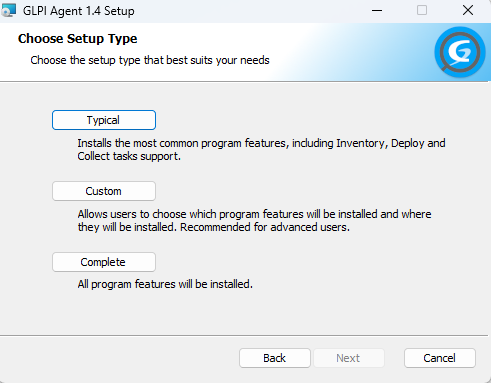 GLPI Agent 1.4 Setup
Choose Setup Type
Choose the setup type that best suits your needs
Typical
Installs the most common program features, including Inventory, Deploy and
Collect tasks support.
Custom
Allows users to choose which program features will be installed and where
they will be installed. Recommended for advanced users.
Complete
All program features will be installed.
Back Next Cancel